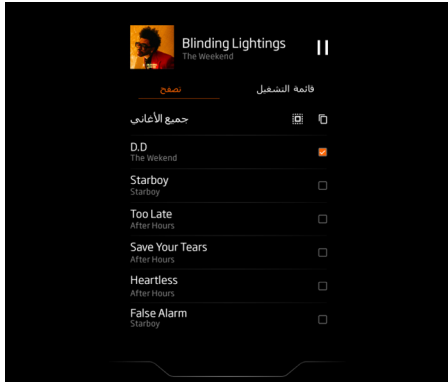 Blinding Lightings
The Weekend
تصفح
قائمة التشغيل
جميع الأغاني
D.D
The Wekend
Starboy
Starboy
Too Late
After Hours
Save Your Tears
After Hours
Heartless
After Hours
False Alarm
Starboy